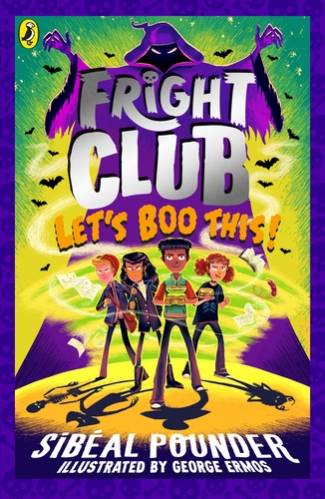 FRIGHT
CLUB
LET'S BOO THIS!
SIBÉAL POUNDER
ILLUSTRATED BY GEORGE ERMOS